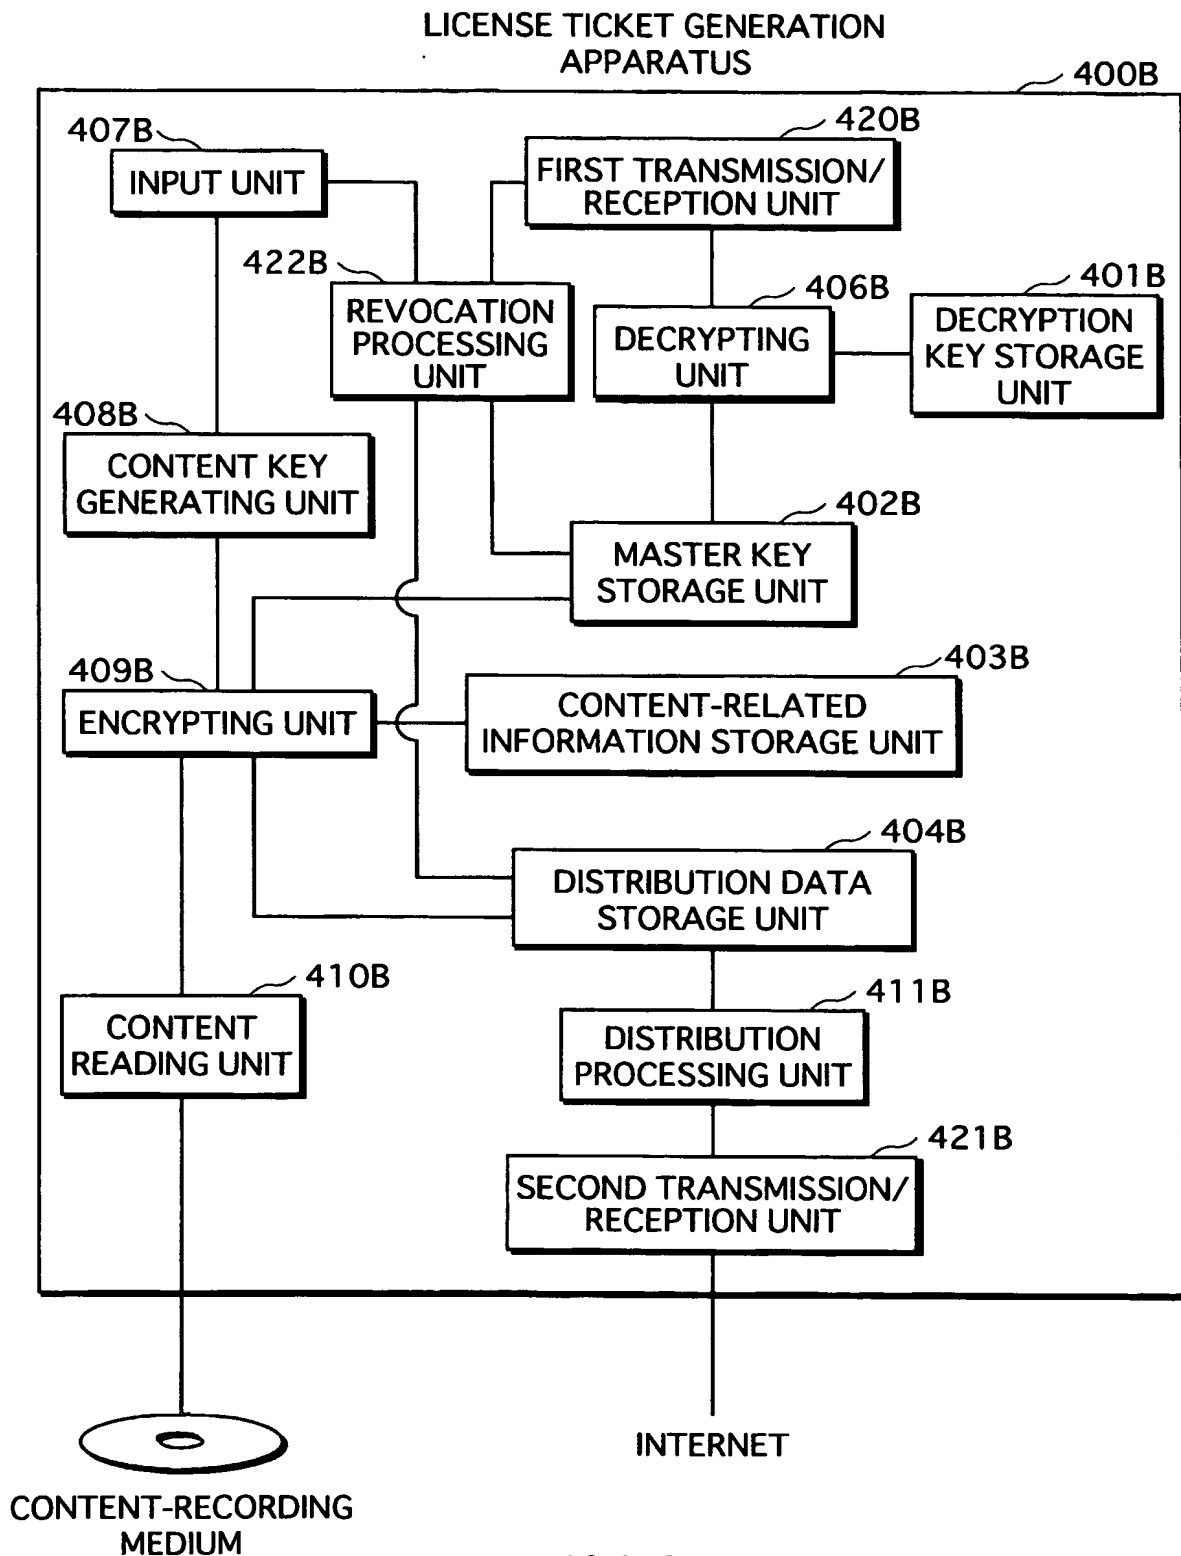 LICENSE TICKET GENERATION
APPARATUS
400B
407B
INPUT UNIT
420B
FIRST TRANSMISSION/
RECEPTION UNIT
422B
REVOCATION
PROCESSING
UNIT
406B
DECRYPTING
UNIT
401B
DECRYPTION
KEY STORAGE
UNIT
408B
CONTENT KEY
GENERATING UNIT
402B
MASTER KEY
STORAGE UNIT
409B
ENCRYPTING UNIT
403B
CONTENT-RELATED
INFORMATION STORAGE UNIT
404B
DISTRIBUTION DATA
STORAGE UNIT
410B
CONTENT
READING UNIT
411B
DISTRIBUTION
PROCESSING UNIT
421B
SECOND TRANSMISSION/
RECEPTION UNIT
INTERNET
CONTENT-RECORDING
MEDIUM